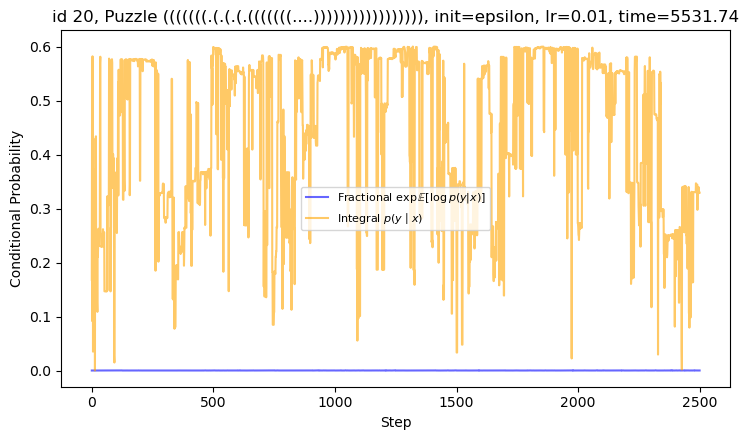 id 20, Puzzle (((((((.(.(.(.(((((((....))))))))))))))))), init=epsilon, lr=0.01, time=5531.74
Conditional Probability
0.6
0.5
0.4
0.3
0.2
0.1
0.0
Fractional exp𝔼[log p(y|x)]
Integral p(y | x)
0 500 1000 1500 2000 2500
Step